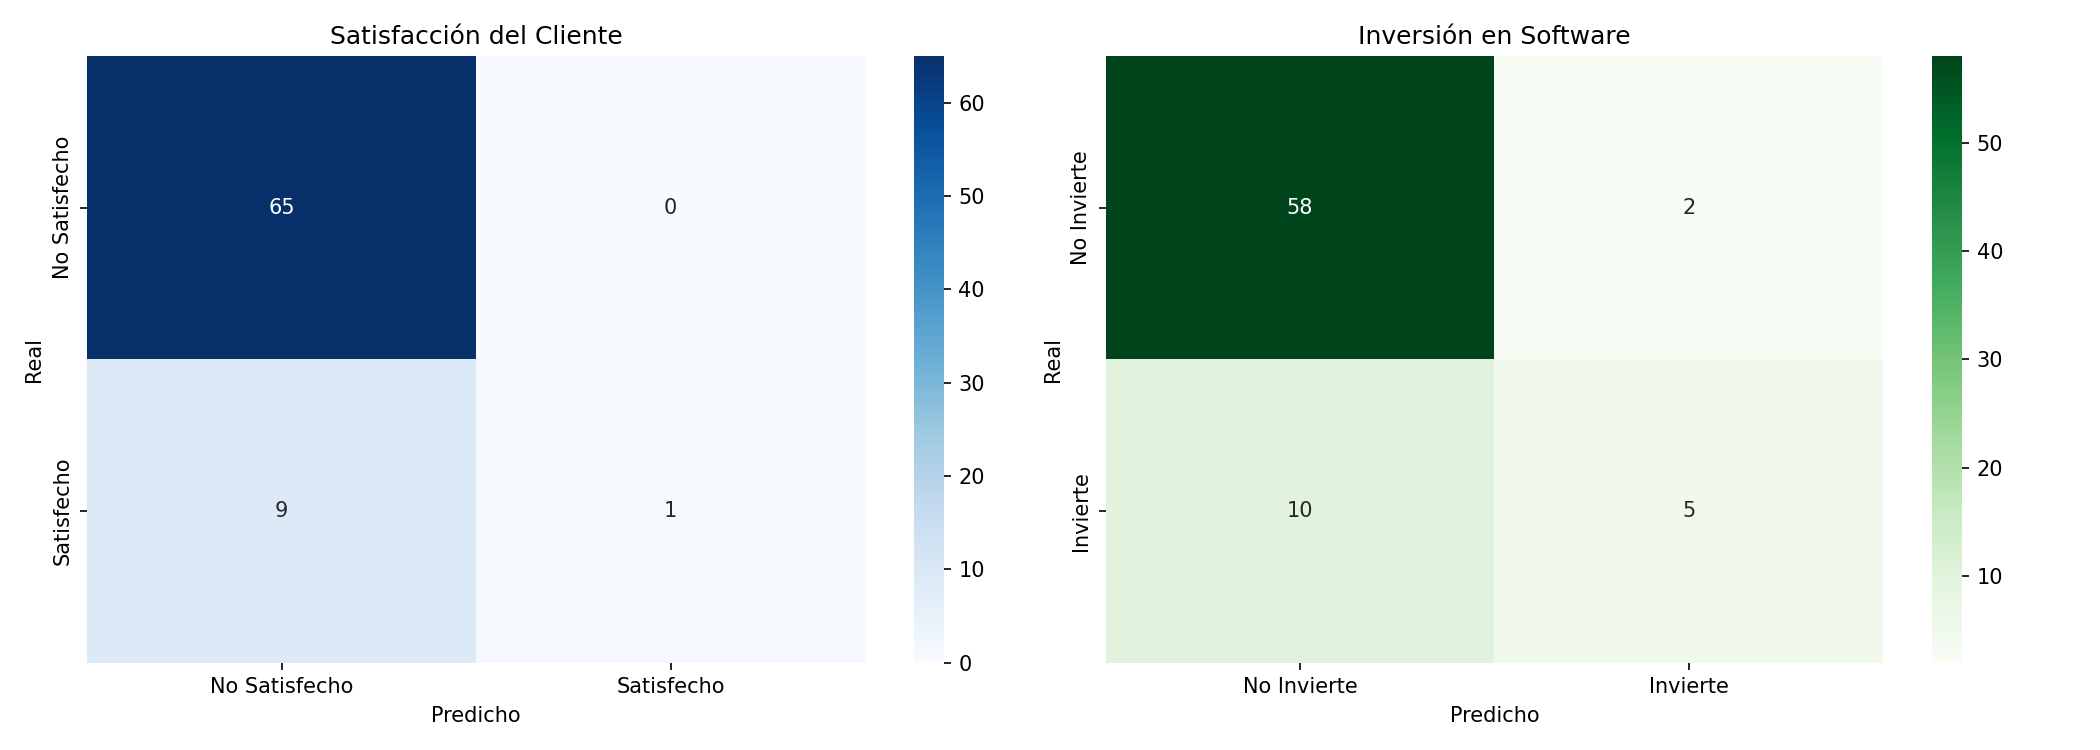 Satisfacción del Cliente
No Satisfecho
Satisfecho
Real
65
0
9
1
No Satisfecho
Satisfecho
Predicho
60
50
40
30
20
10
0
Inversión en Software
No Invierte
Invierte
Real
58
2
10
5
No Invierte
Invierte
Predicho
50
40
30
20
10